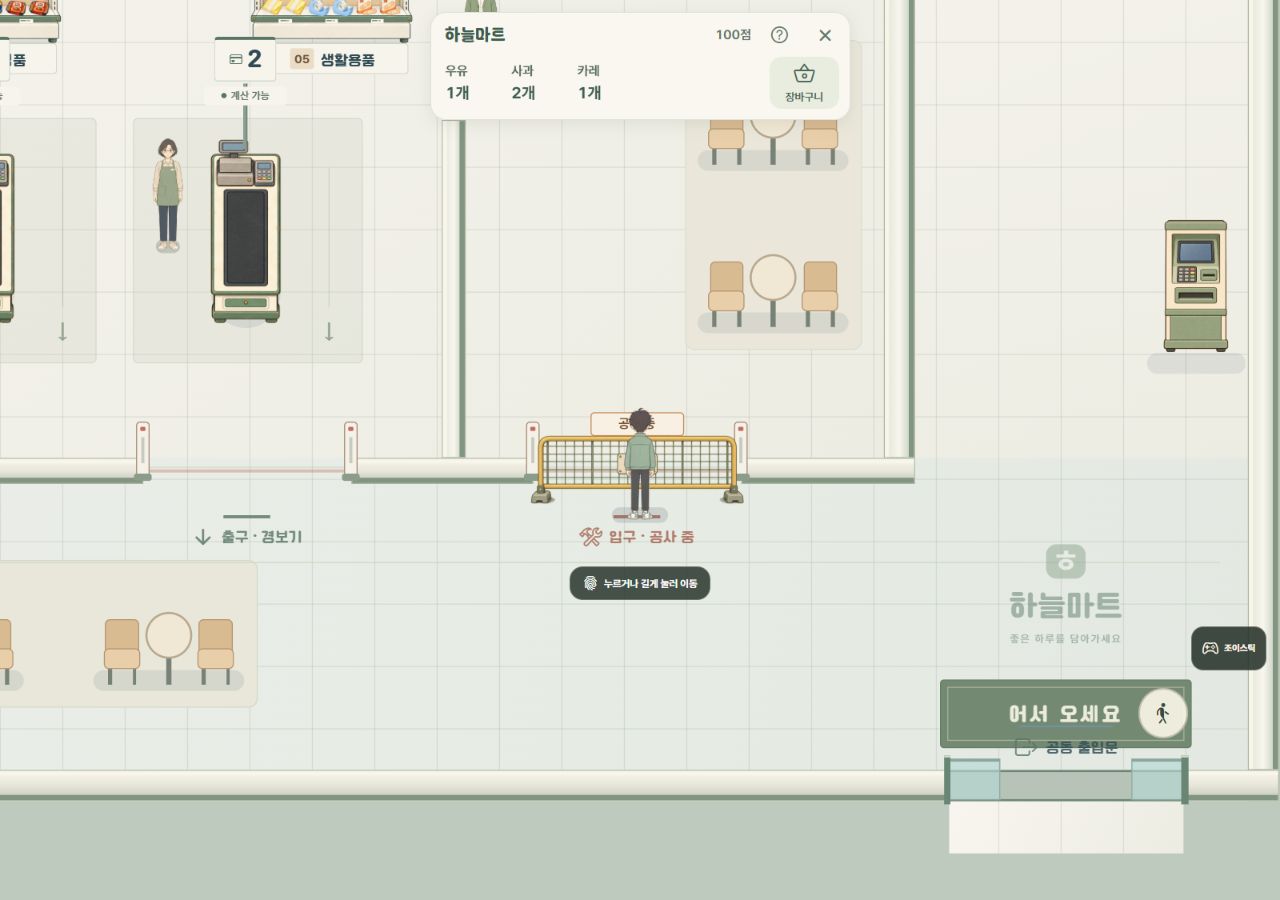 하늘마트
100점
우유
1개
사과
2개
카레
1개
장바구니
2
05 생활용품
계산 가능
출구 · 경보기
입구 · 공사 중
누르거나 길게 눌러 이동
ㅎ
하늘마트
좋은 하루를 담아가세요
조이스틱
어서 오세요
공동 출입문